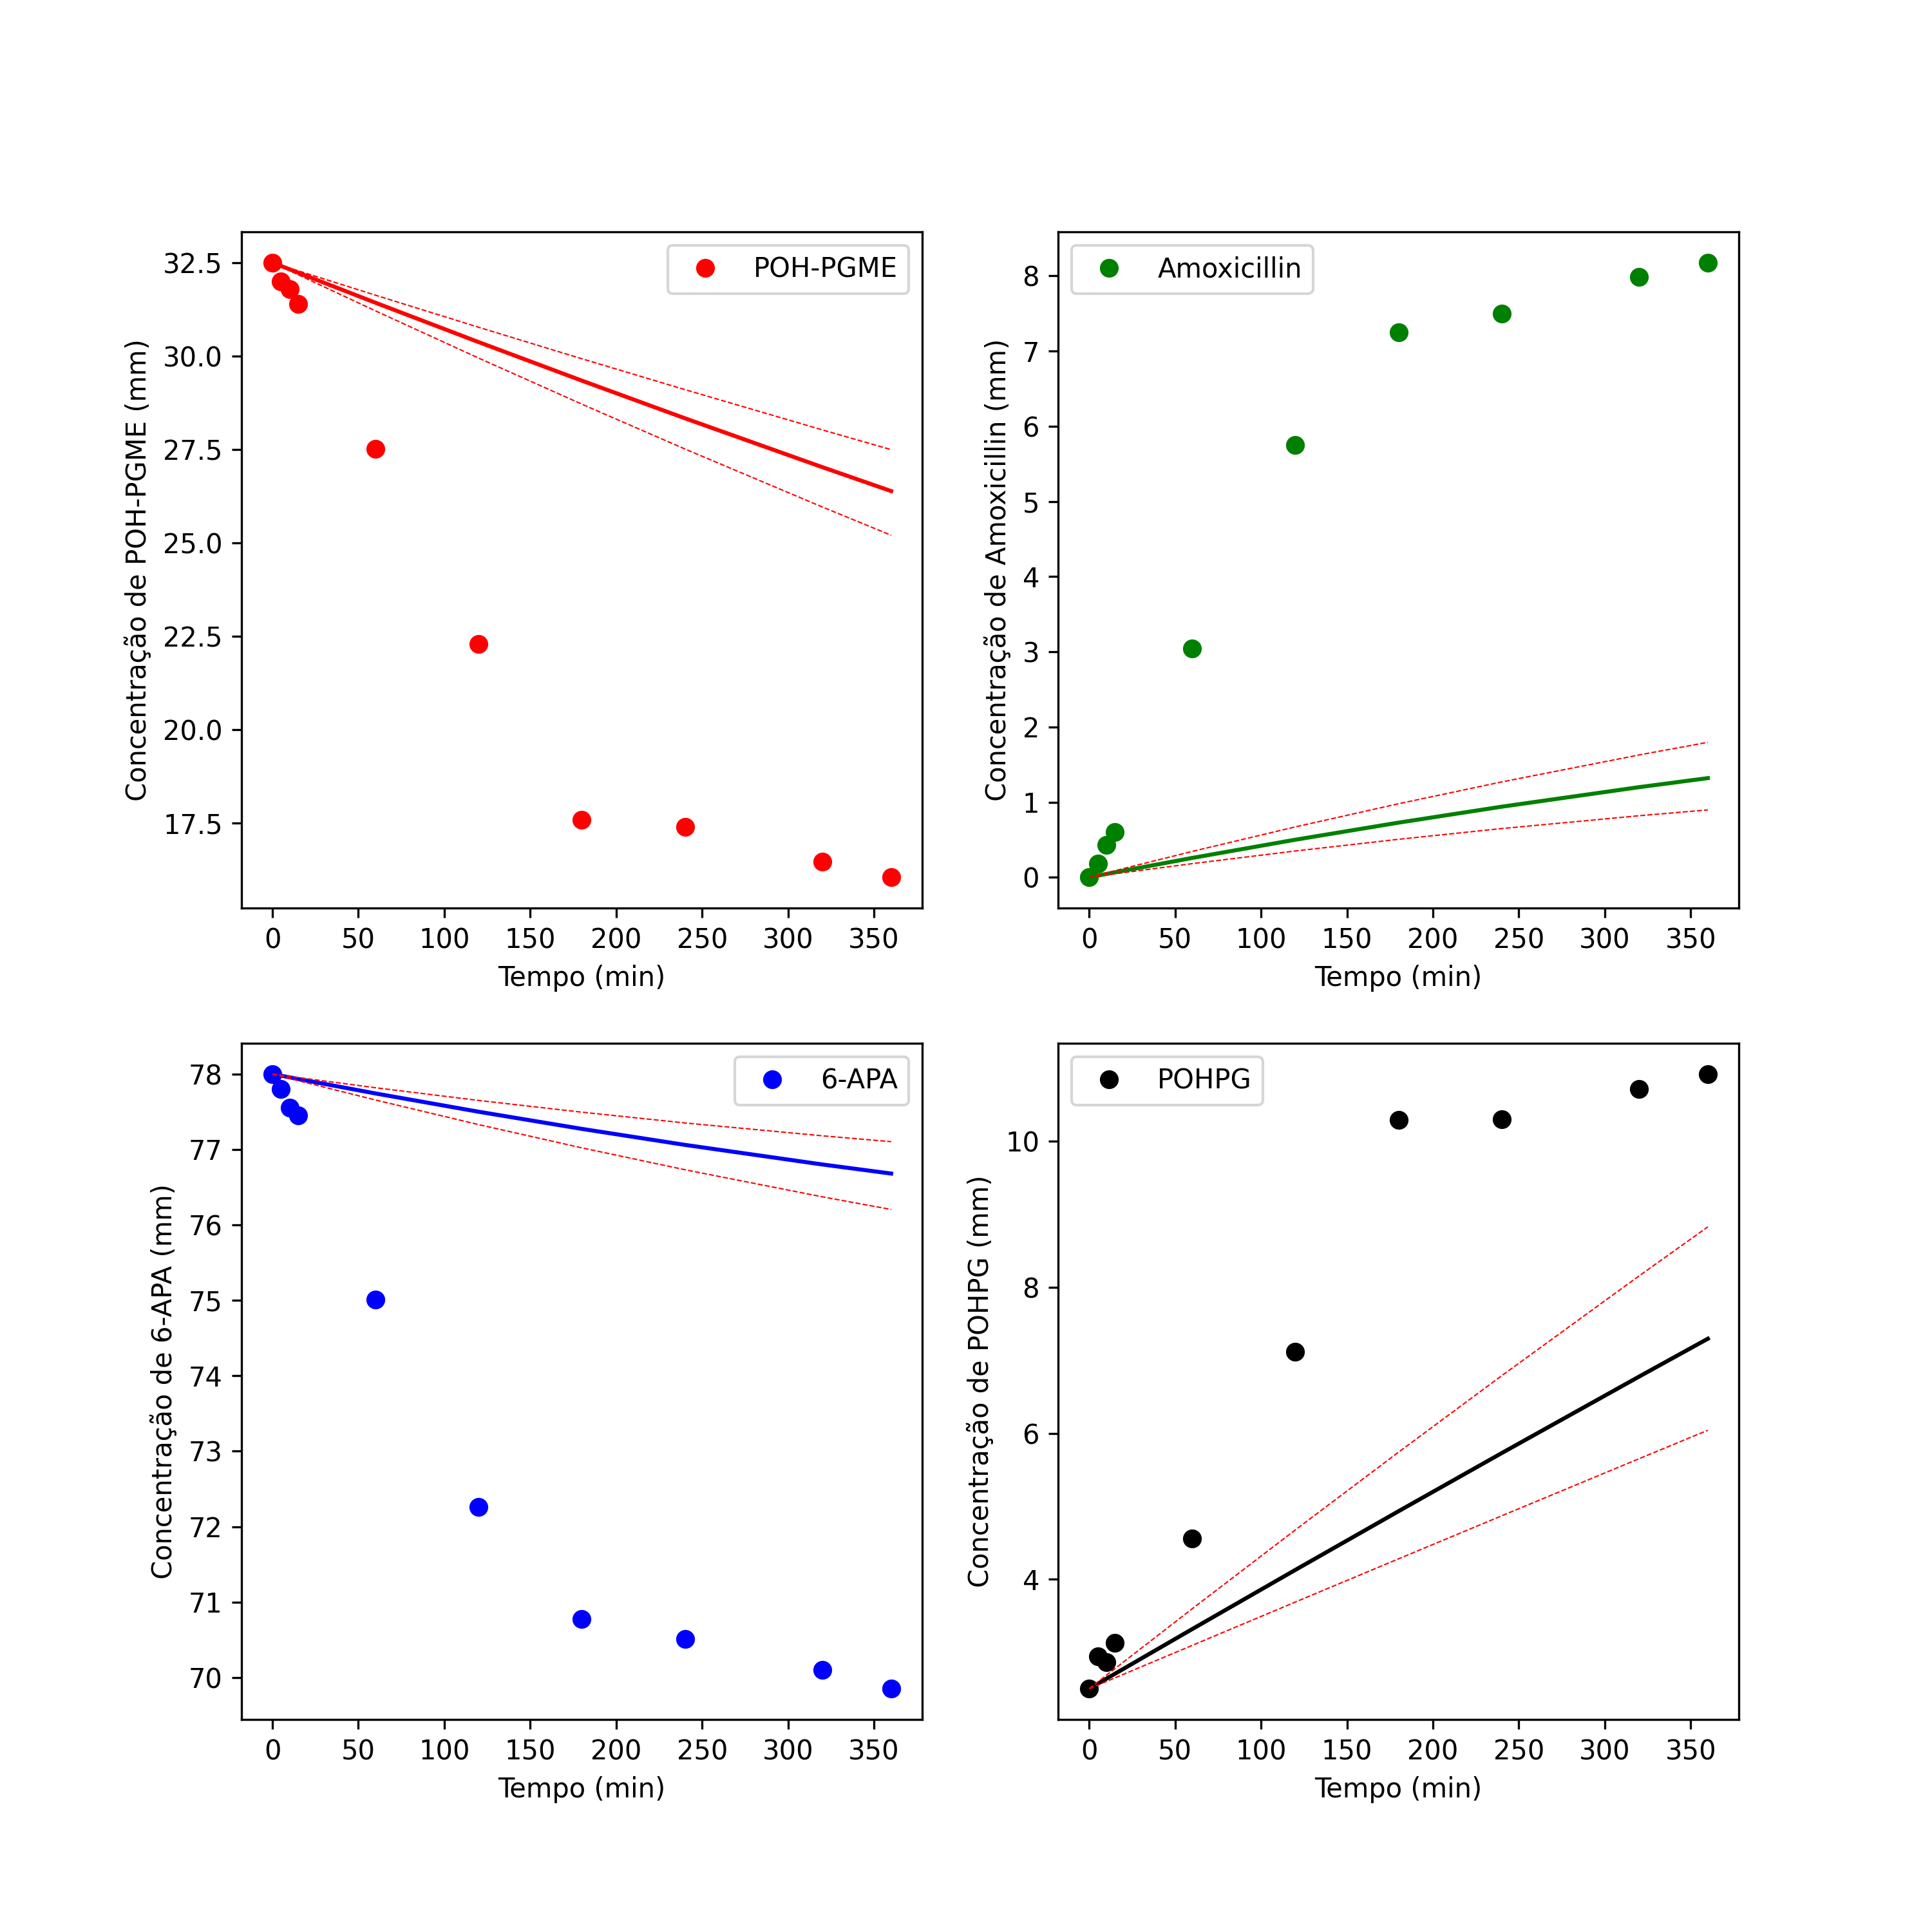 POH-PGME
Concentração de POH-PGME (mm)
32.5
30.0
27.5
25.0
22.5
20.0
17.5
0 50 100 150 200 250 300 350
Tempo (min)
Amoxicillin
Concentração de Amoxicillin (mm)
8
7
6
5
4
3
2
1
0
0 50 100 150 200 250 300 350
Tempo (min)
6-APA
Concentração de 6-APA (mm)
78
77
76
75
74
73
72
71
70
0 50 100 150 200 250 300 350
Tempo (min)
POHPG
Concentração de POHPG (mm)
10
8
6
4
0 50 100 150 200 250 300 350
Tempo (min)